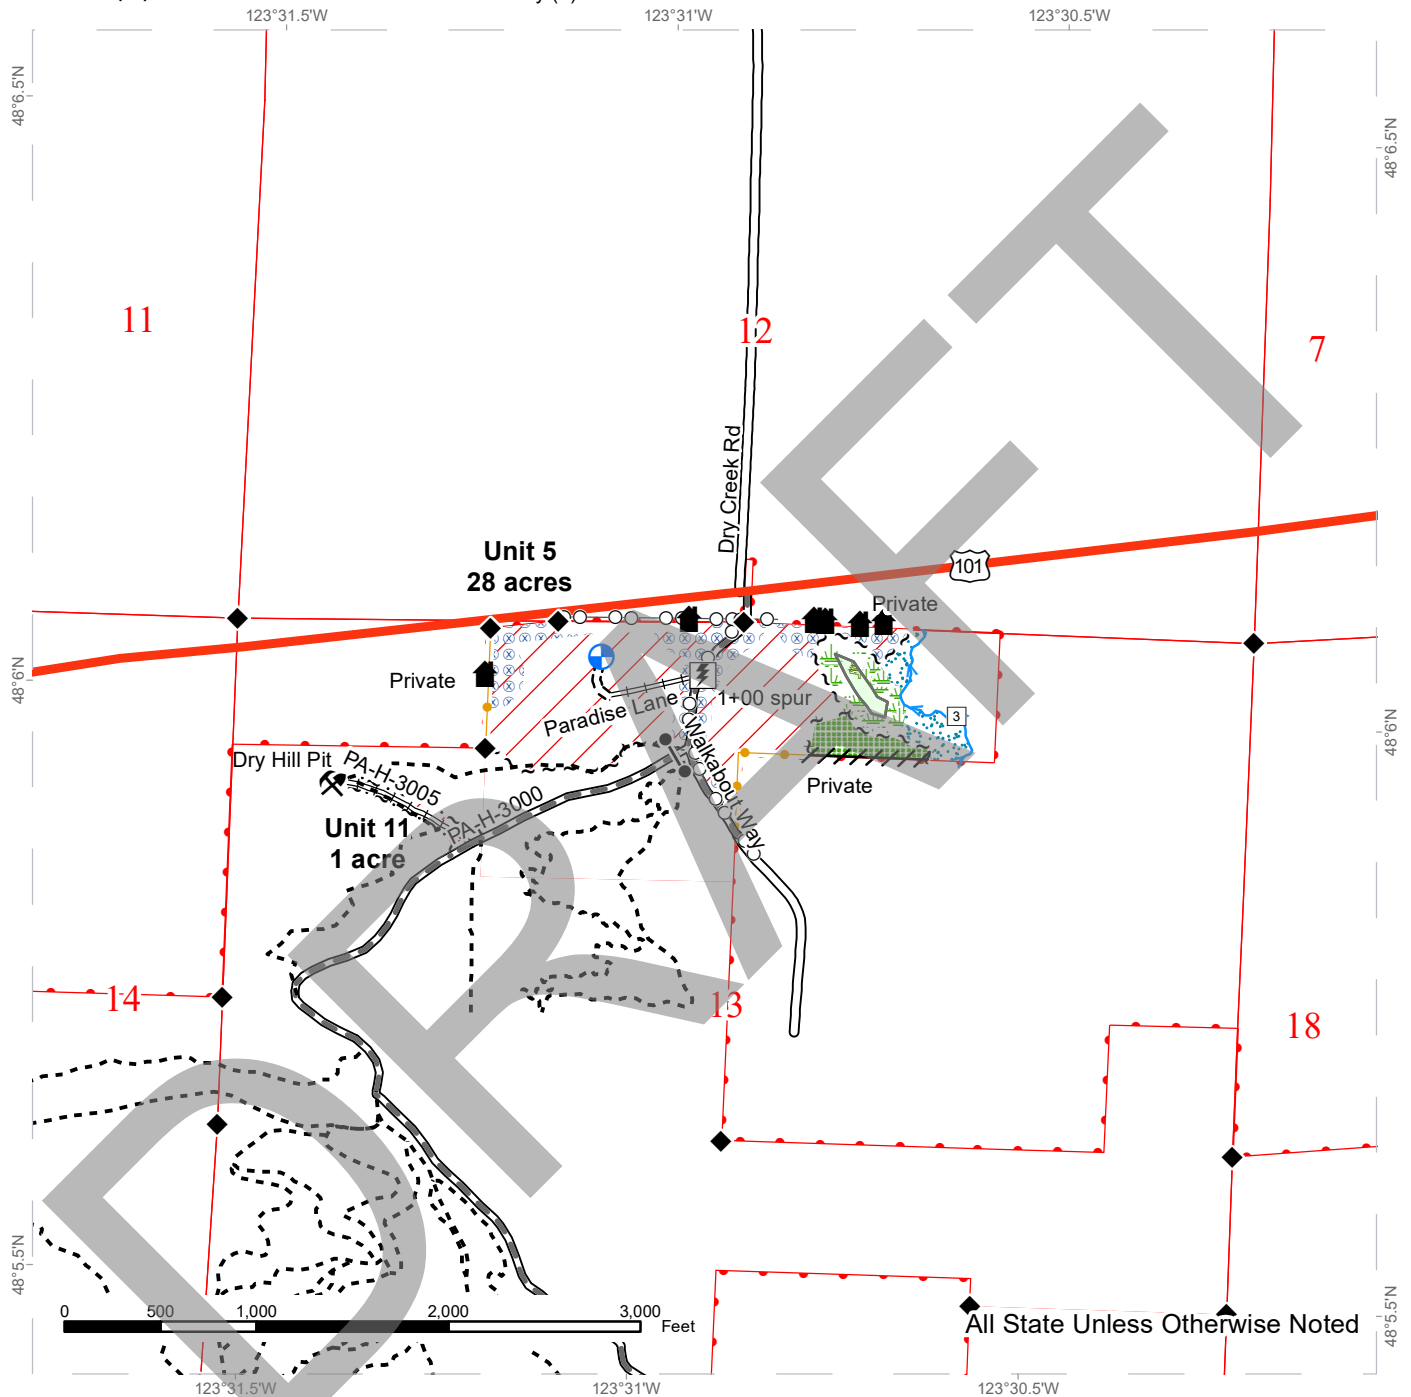 123°31.5'W
123°31'W
123°30.5'W
48°6.5'N
48°6.5'N
11
12
7
Dry Creek Rd
Unit 5
28 acres
101
Private
Private
48°6'N
Paradise Lane
1+00 spur
3
48°6'N
Walkabout Way
Dry Hill Pit
PA-H-3005
Private
PA-H-3000
Unit 11
1 acre
14
13
18
DRAFT
48°5.5'N
48°5.5'N
0 500 1,000 2,000 3,000
Feet
All State Unless Otherwise Noted
123°31.5'W
123°31'W
123°30.5'W